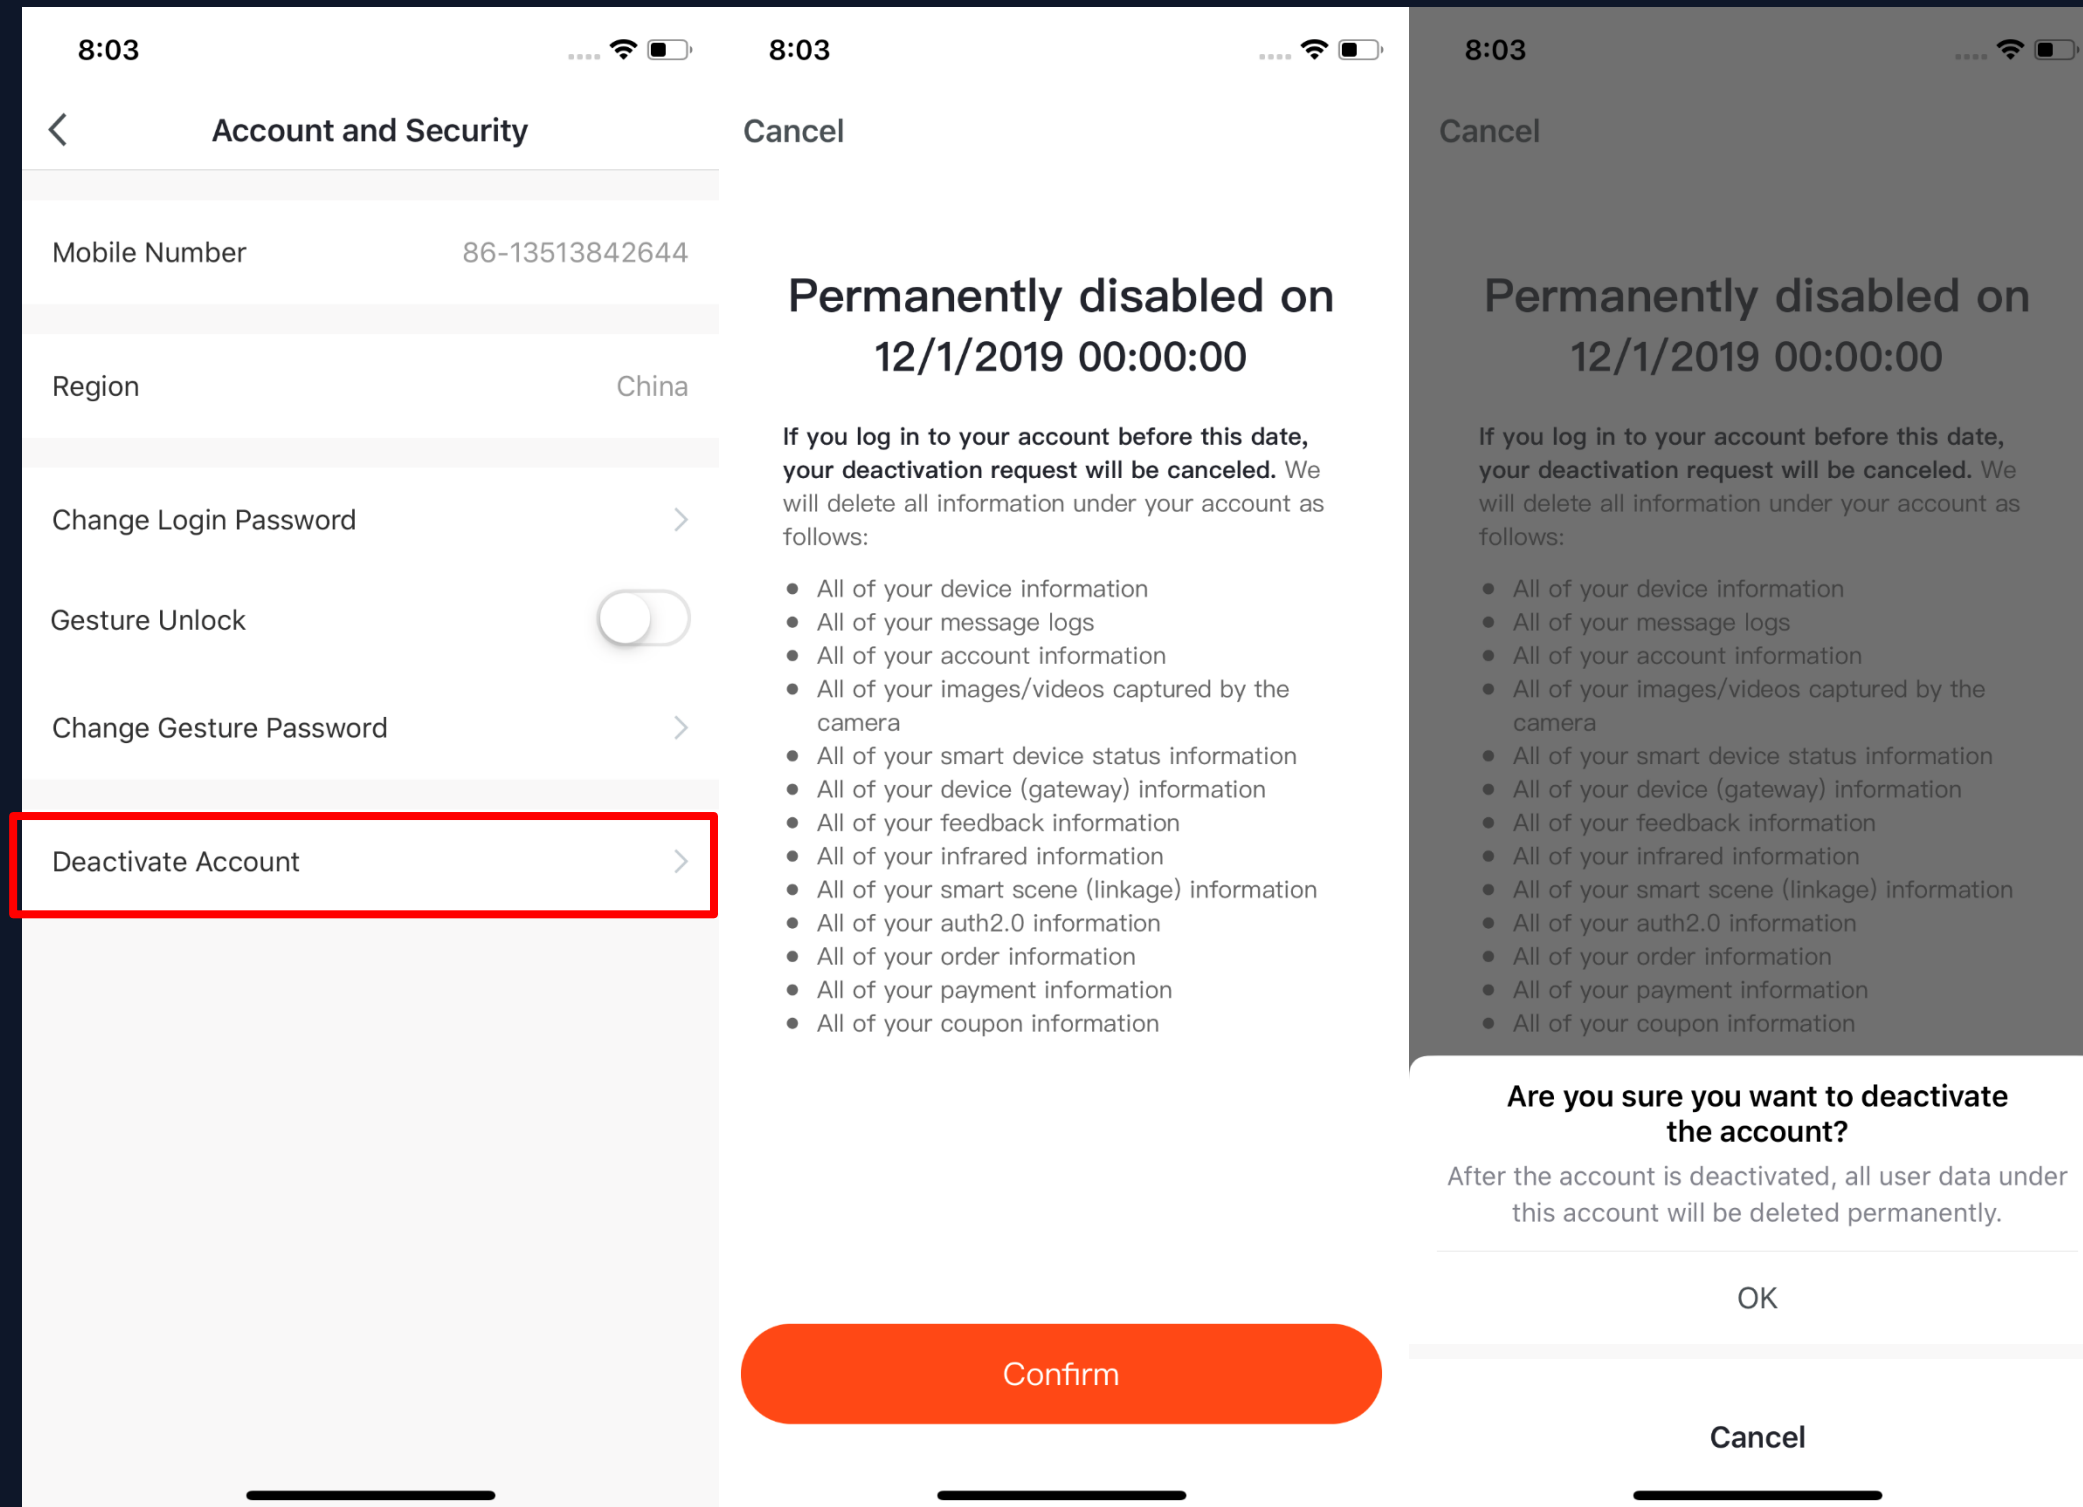 8:03
Account and Security
Mobile Number 86-13513842644
Region China
Change Login Password
Gesture Unlock
Change Gesture Password
Deactivate Account
8:03
Cancel
Permanently disabled on
12/1/2019 00:00:00
If you log in to your account before this date,
your deactivation request will be canceled. We
will delete all information under your account as
follows:
• All of your device information
• All of your message logs
• All of your account information
• All of your images/videos captured by the
camera
• All of your smart device status information
• All of your device (gateway) information
• All of your feedback information
• All of your infrared information
• All of your smart scene (linkage) information
• All of your auth2.0 information
• All of your order information
• All of your payment information
• All of your coupon information
Confirm
8:03
Cancel
Permanently disabled on
12/1/2019 00:00:00
If you log in to your account before this date,
your deactivation request will be canceled. We
will delete all information under your account as
follows:
• All of your device information
• All of your message logs
• All of your account information
• All of your images/videos captured by the
camera
• All of your smart device status information
• All of your device (gateway) information
• All of your feedback information
• All of your infrared information
• All of your smart scene (linkage) information
• All of your auth2.0 information
• All of your order information
• All of your payment information
• All of your coupon information
Are you sure you want to deactivate
the account?
After the account is deactivated, all user data under
this account will be deleted permanently.
OK
Cancel